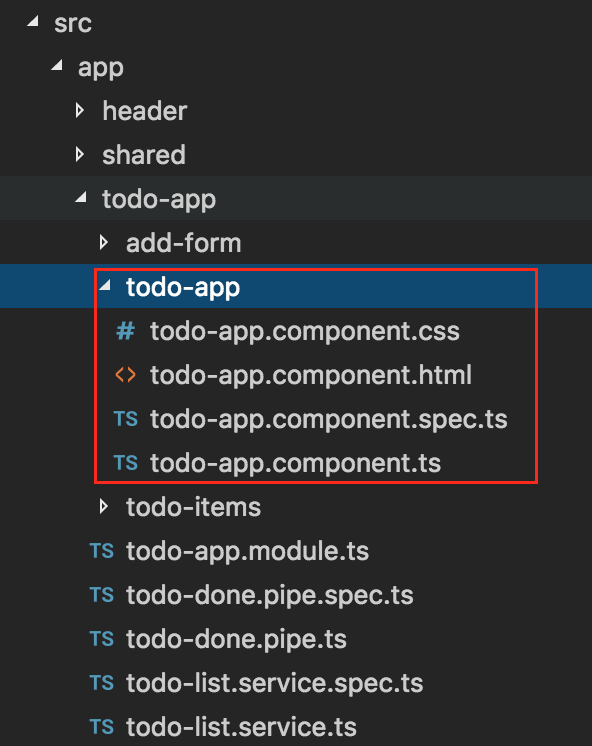 src
app
header
shared
todo-app
add-form
todo-app
# todo-app.component.css
<> todo-app.component.html
TS todo-app.component.spec.ts
TS todo-app.component.ts
todo-items
TS todo-app.module.ts
TS todo-done.pipe.spec.ts
TS todo-done.pipe.ts
TS todo-list.service.spec.ts
TS todo-list.service.ts